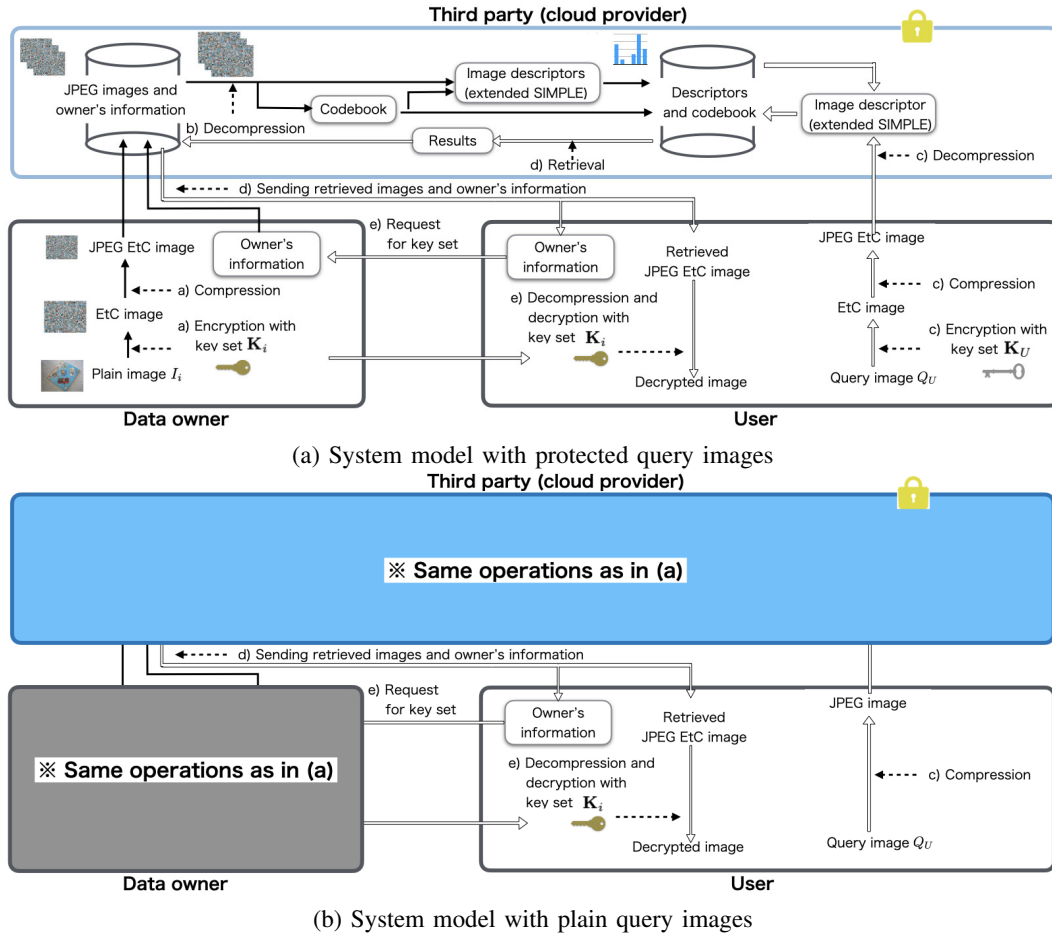 Third party (cloud provider)
JPEG images and
owner's information
b) Decompression
Codebook
Image descriptors
(extended SIMPLE)
Descriptors
and codebook
Image descriptor
(extended SIMPLE)
Results
d) Retrieval
c) Decompression
d) Sending retrieved images and owner's information
JPEG EtC image
Owner's
information
a) Compression
EtC image
a) Encryption with
key set K_i
Plain image I_i
Data owner
e) Request
for key set
Owner's
information
Retrieved
JPEG EtC image
e) Decompression and
decryption with
key set K_i
Decrypted image
JPEG EtC image
c) Compression
EtC image
c) Encryption with
key set K_U
Query image Q_U
User
(a) System model with protected query images
Third party (cloud provider)
※ Same operations as in (a)
d) Sending retrieved images and owner's information
e) Request
for key set
※ Same operations as in (a)
Data owner
Owner's
information
Retrieved
JPEG EtC image
e) Decompression and
decryption with
key set K_i
Decrypted image
JPEG image
c) Compression
Query image Q_U
User
(b) System model with plain query images